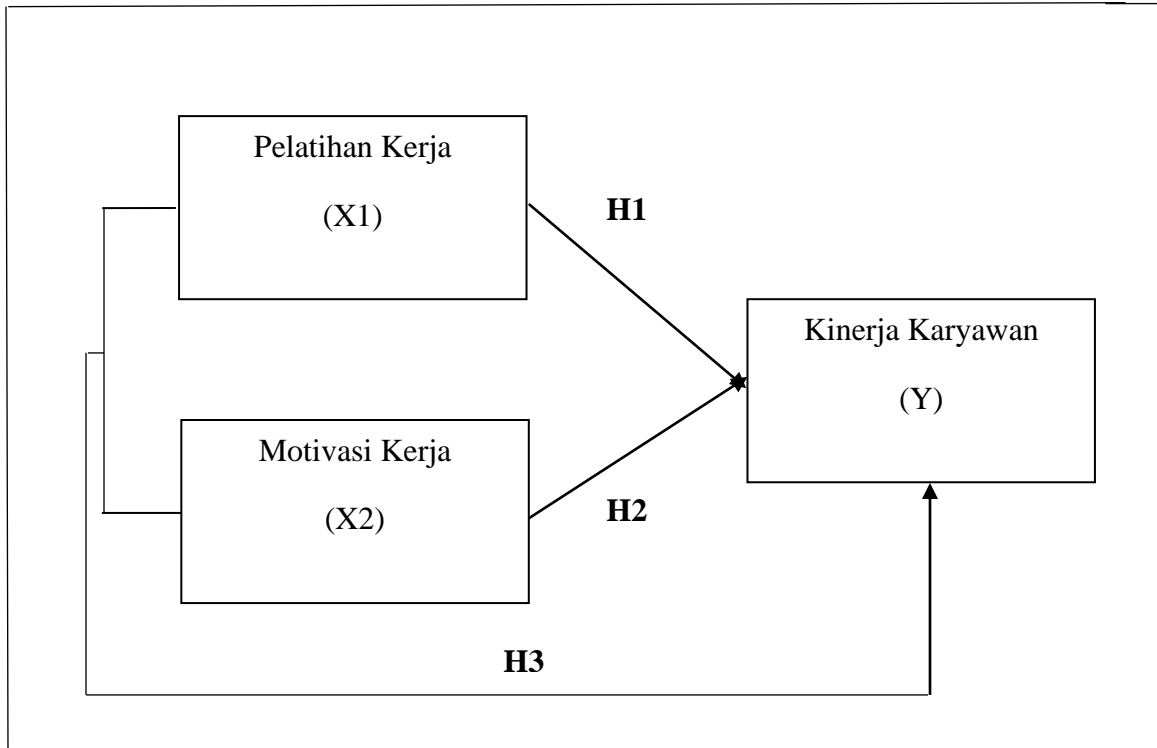 Pelatihan Kerja
(X1)
H1
Kinerja Karyawan
(Y)
Motivasi Kerja
(X2)
H2
H3